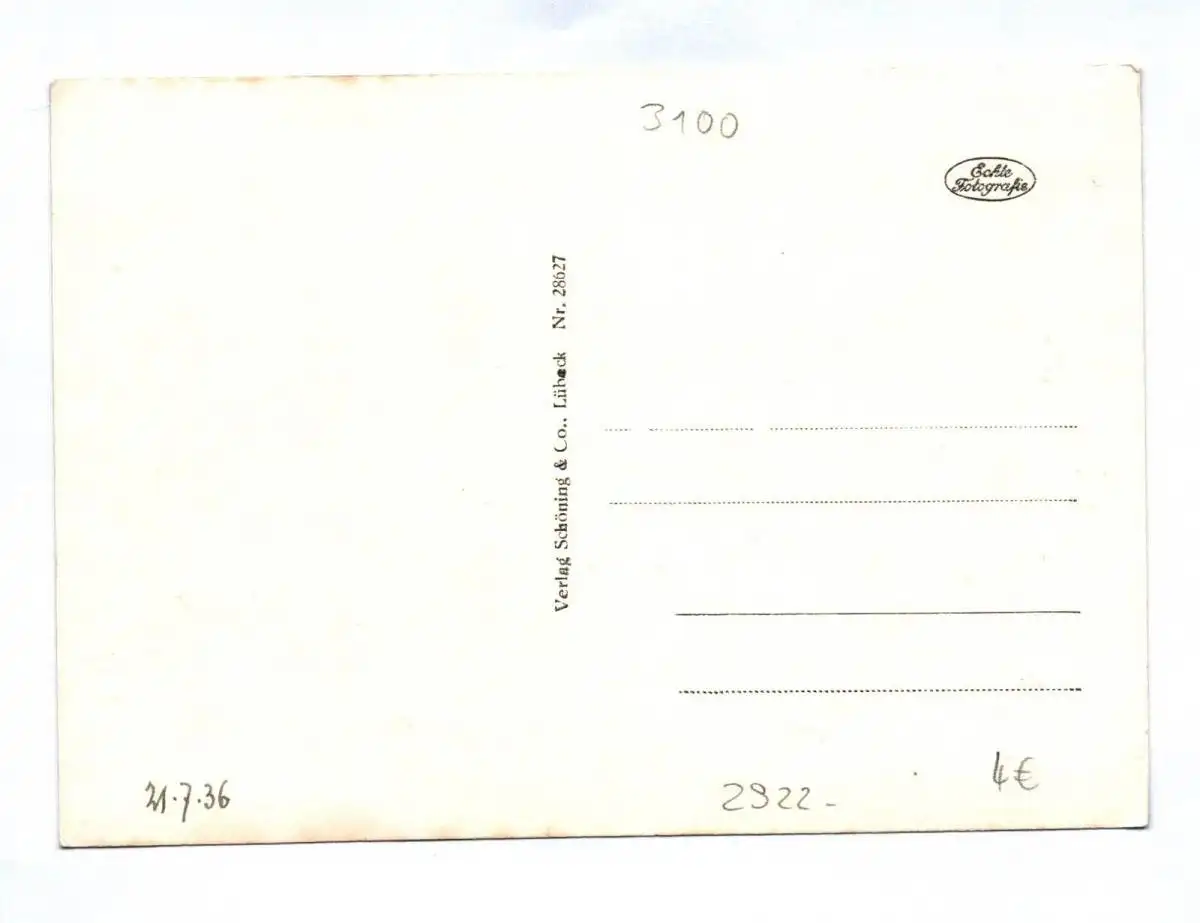 3100
Echte
Fotografie
Verlag Schöning & Co., Lübeck Nr. 28627
21.7.36
2922-
4€